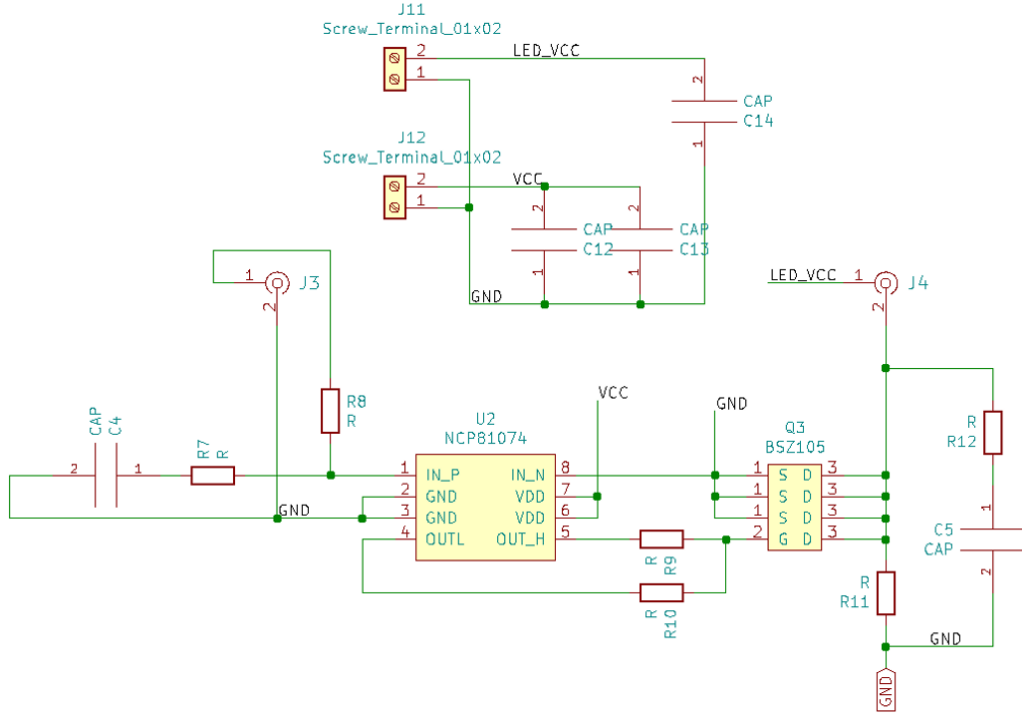 J11
Screw_Terminal_01x02
2
LED_VCC
1
2
CAP
C14
1
J12
Screw_Terminal_01x02
2
VCC
1
2
2
CAP
CAP
C12
C13
1
1
GND
1
J3
2
LED_VCC
1
J4
2
R8
R
VCC
GND
CAP
C4
2
1
R7
R
U2
NCP81074
1
IN_P
IN_N
8
2
GND
VDD
7
3
GND
VDD
6
4
OUTL
OUT_H
5
GND
Q3
BSZ105
1
S
D
3
1
S
D
3
1
S
D
3
2
G
D
3
R
R9
R
R10
R
R12
1
C5
CAP
2
R
R11
GND
GND